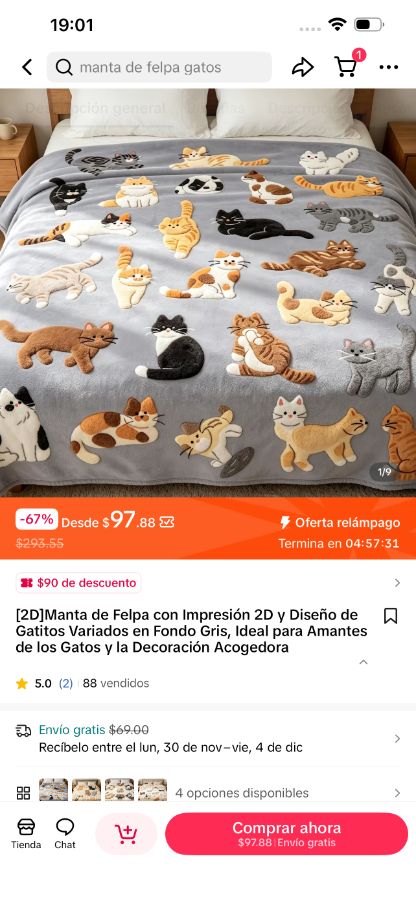 19:01
manta de felpa gatos
1
Descripción general
1/9
-67% Desde $97.88
$293.55
Oferta relámpago
Termina en 04:57:31
$90 de descuento
[2D]Manta de Felpa con Impresión 2D y Diseño de
Gatitos Variados en Fondo Gris, Ideal para Amantes
de los Gatos y la Decoración Acogedora
5.0 (2) 88 vendidos
Envío gratis $69.00
Recíbelo entre el lun, 30 de nov–vie, 4 de dic
4 opciones disponibles
Tienda
Chat
Comprar ahora
$97.88 | Envío gratis